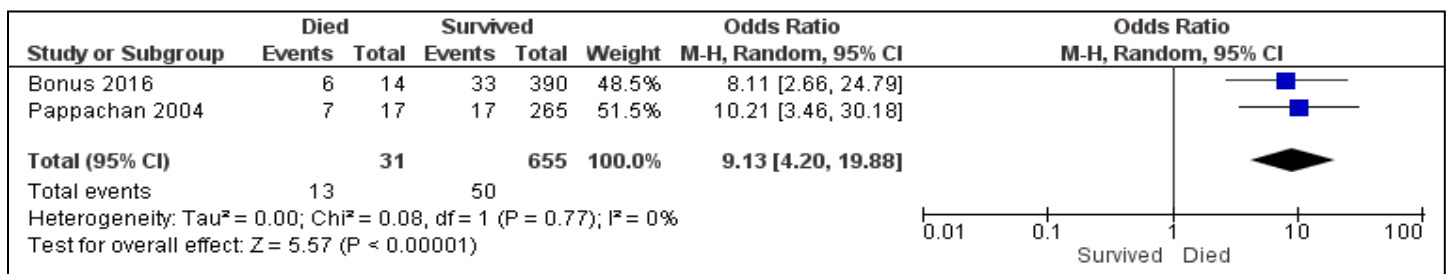 Died Survived Odds Ratio Odds Ratio
Study or Subgroup Events Total Events Total Weight M-H, Random, 95% CI M-H, Random, 95% CI
Bonus 2016 6 14 33 390 48.5% 8.11 [2.66, 24.79]
Pappachan 2004 7 17 17 265 51.5% 10.21 [3.46, 30.18]
Total (95% CI) 31 655 100.0% 9.13 [4.20, 19.88]
Total events 13 50
Heterogeneity: Tau² = 0.00; Chi² = 0.08, df = 1 (P = 0.77); I² = 0%
Test for overall effect: Z = 5.57 (P < 0.00001)
0.01 0.1 1 10 100
Survived Died